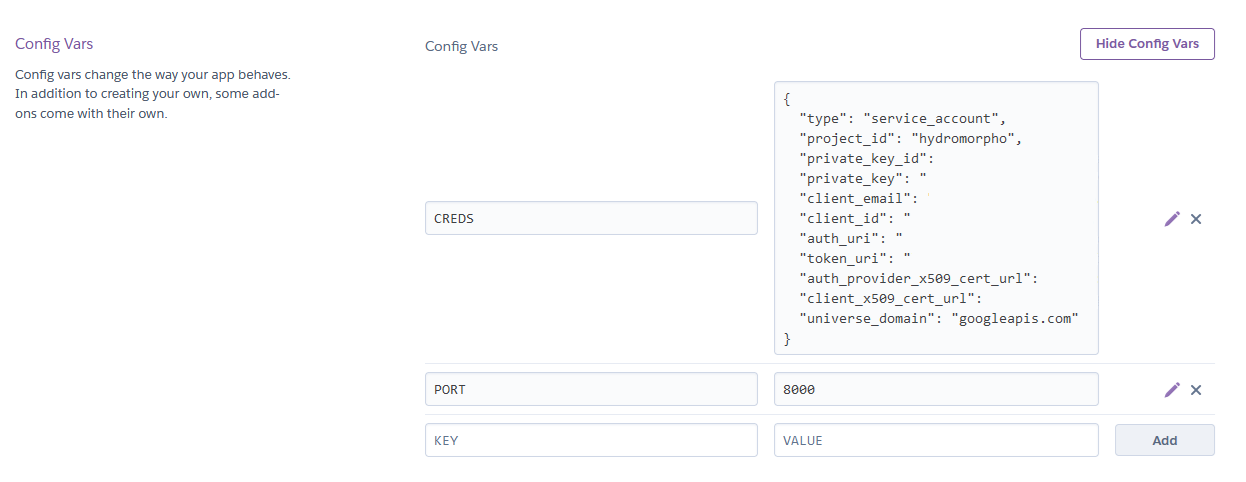 Config Vars
Config vars change the way your app behaves.
In addition to creating your own, some add-
ons come with their own.
Config Vars
Hide Config Vars
CREDS
{
  "type": "service_account",
  "project_id": "hydromorpho",
  "private_key_id":
  "private_key": "
  "client_email":
  "client_id": "
  "auth_uri": "
  "token_uri": "
  "auth_provider_x509_cert_url":
  "client_x509_cert_url":
  "universe_domain": "googleapis.com"
}
PORT
8000
KEY
VALUE
Add